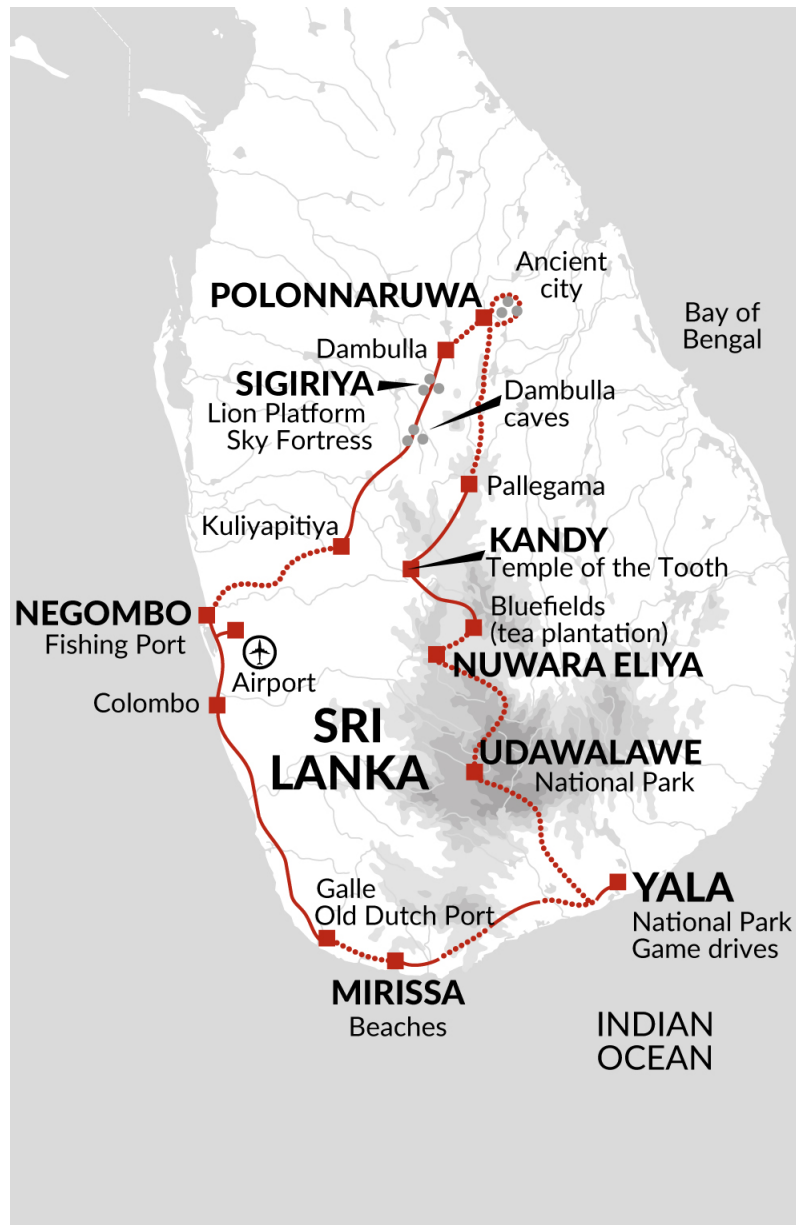 Ancient
city
POLONNARUWA
Bay of
Bengal
Dambulla
SIGIRIYA
Lion Platform
Sky Fortress
Dambulla
caves
Pallegama
Kuliyapitiya
KANDY
Temple of the Tooth
NEGOMBO
Fishing Port
Bluefields
(tea plantation)
NUWARA ELIYA
Airport
Colombo
SRI
LANKA
UDAWALAWE
National Park
Galle
Old Dutch Port
YALA
National Park
Game drives
MIRISSA
Beaches
INDIAN
OCEAN